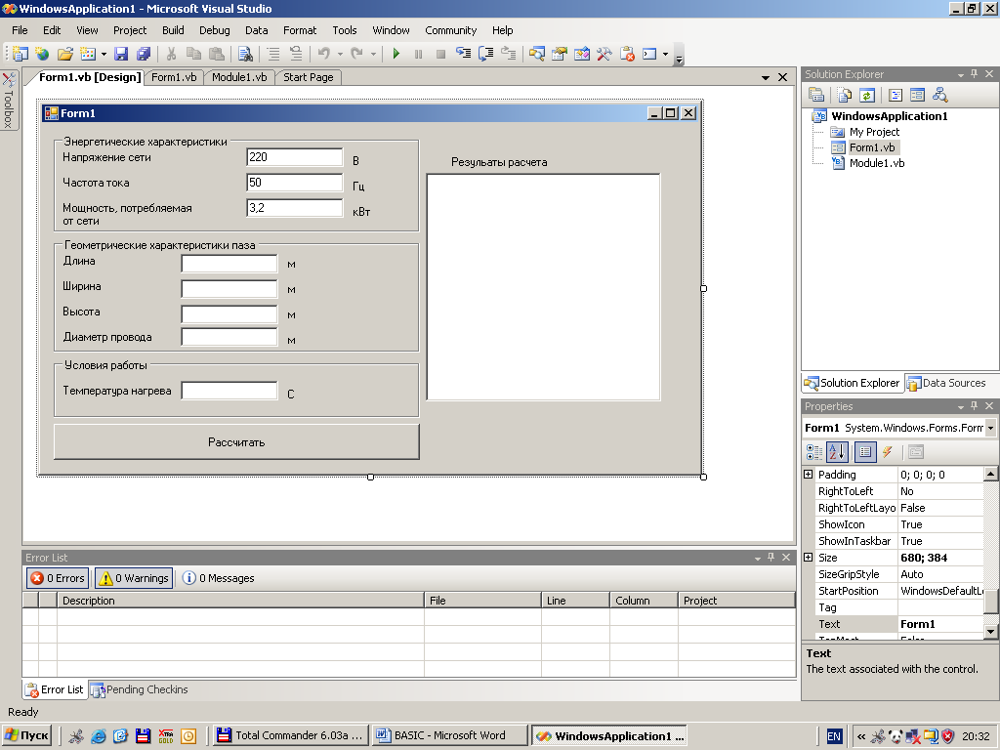 WindowsApplication1 - Microsoft Visual Studio
File Edit View Project Build Debug Data Format Tools Window Community Help
Toolbox
Form1.vb [Design] Form1.vb Module1.vb Start Page
Form1
Энергетические характеристики
Напряжение сети 220 В
Частота тока 50 Гц
Мощность, потребляемая
от сети 3,2 кВт
Геометрические характеристики паза
Длина м
Ширина м
Высота м
Диаметр провода м
Условия работы
Температура нагрева С
Рассчитать
Резульаты расчета
Solution Explorer
WindowsApplication1
My Project
Form1.vb
Module1.vb
Solution Explorer Data Sources
Properties
Form1 System.Windows.Forms.Form
Padding 0; 0; 0; 0
RightToLeft No
RightToLeftLayo False
ShowIcon True
ShowInTaskbar True
Size 680; 384
SizeGripStyle Auto
StartPosition WindowsDefaultLo
Tag
Text Form1
Text
The text associated with the control.
Error List
0 Errors 0 Warnings 0 Messages
Description File Line Column Project
Error List Pending Checkins
Ready
Пуск XTRA GOLD Total Commander 6.03a ... BASIC - Microsoft Word WindowsApplication1 ... EN « 20:32